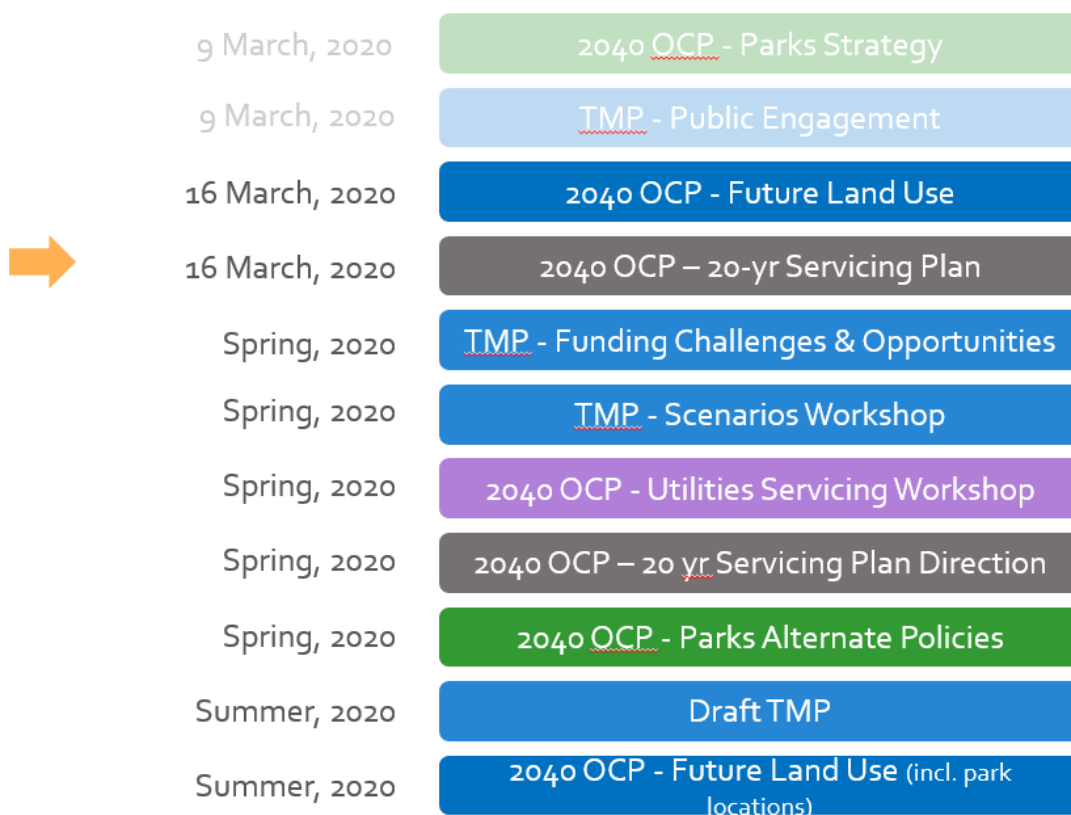 9 March, 2020 2040 OCP - Parks Strategy
9 March, 2020 TMP - Public Engagement
16 March, 2020 2040 OCP - Future Land Use
16 March, 2020 2040 OCP – 20-yr Servicing Plan
Spring, 2020 TMP - Funding Challenges & Opportunities
Spring, 2020 TMP - Scenarios Workshop
Spring, 2020 2040 OCP - Utilities Servicing Workshop
Spring, 2020 2040 OCP – 20 yr Servicing Plan Direction
Spring, 2020 2040 OCP - Parks Alternate Policies
Summer, 2020 Draft TMP
Summer, 2020 2040 OCP - Future Land Use (incl. park
locations)